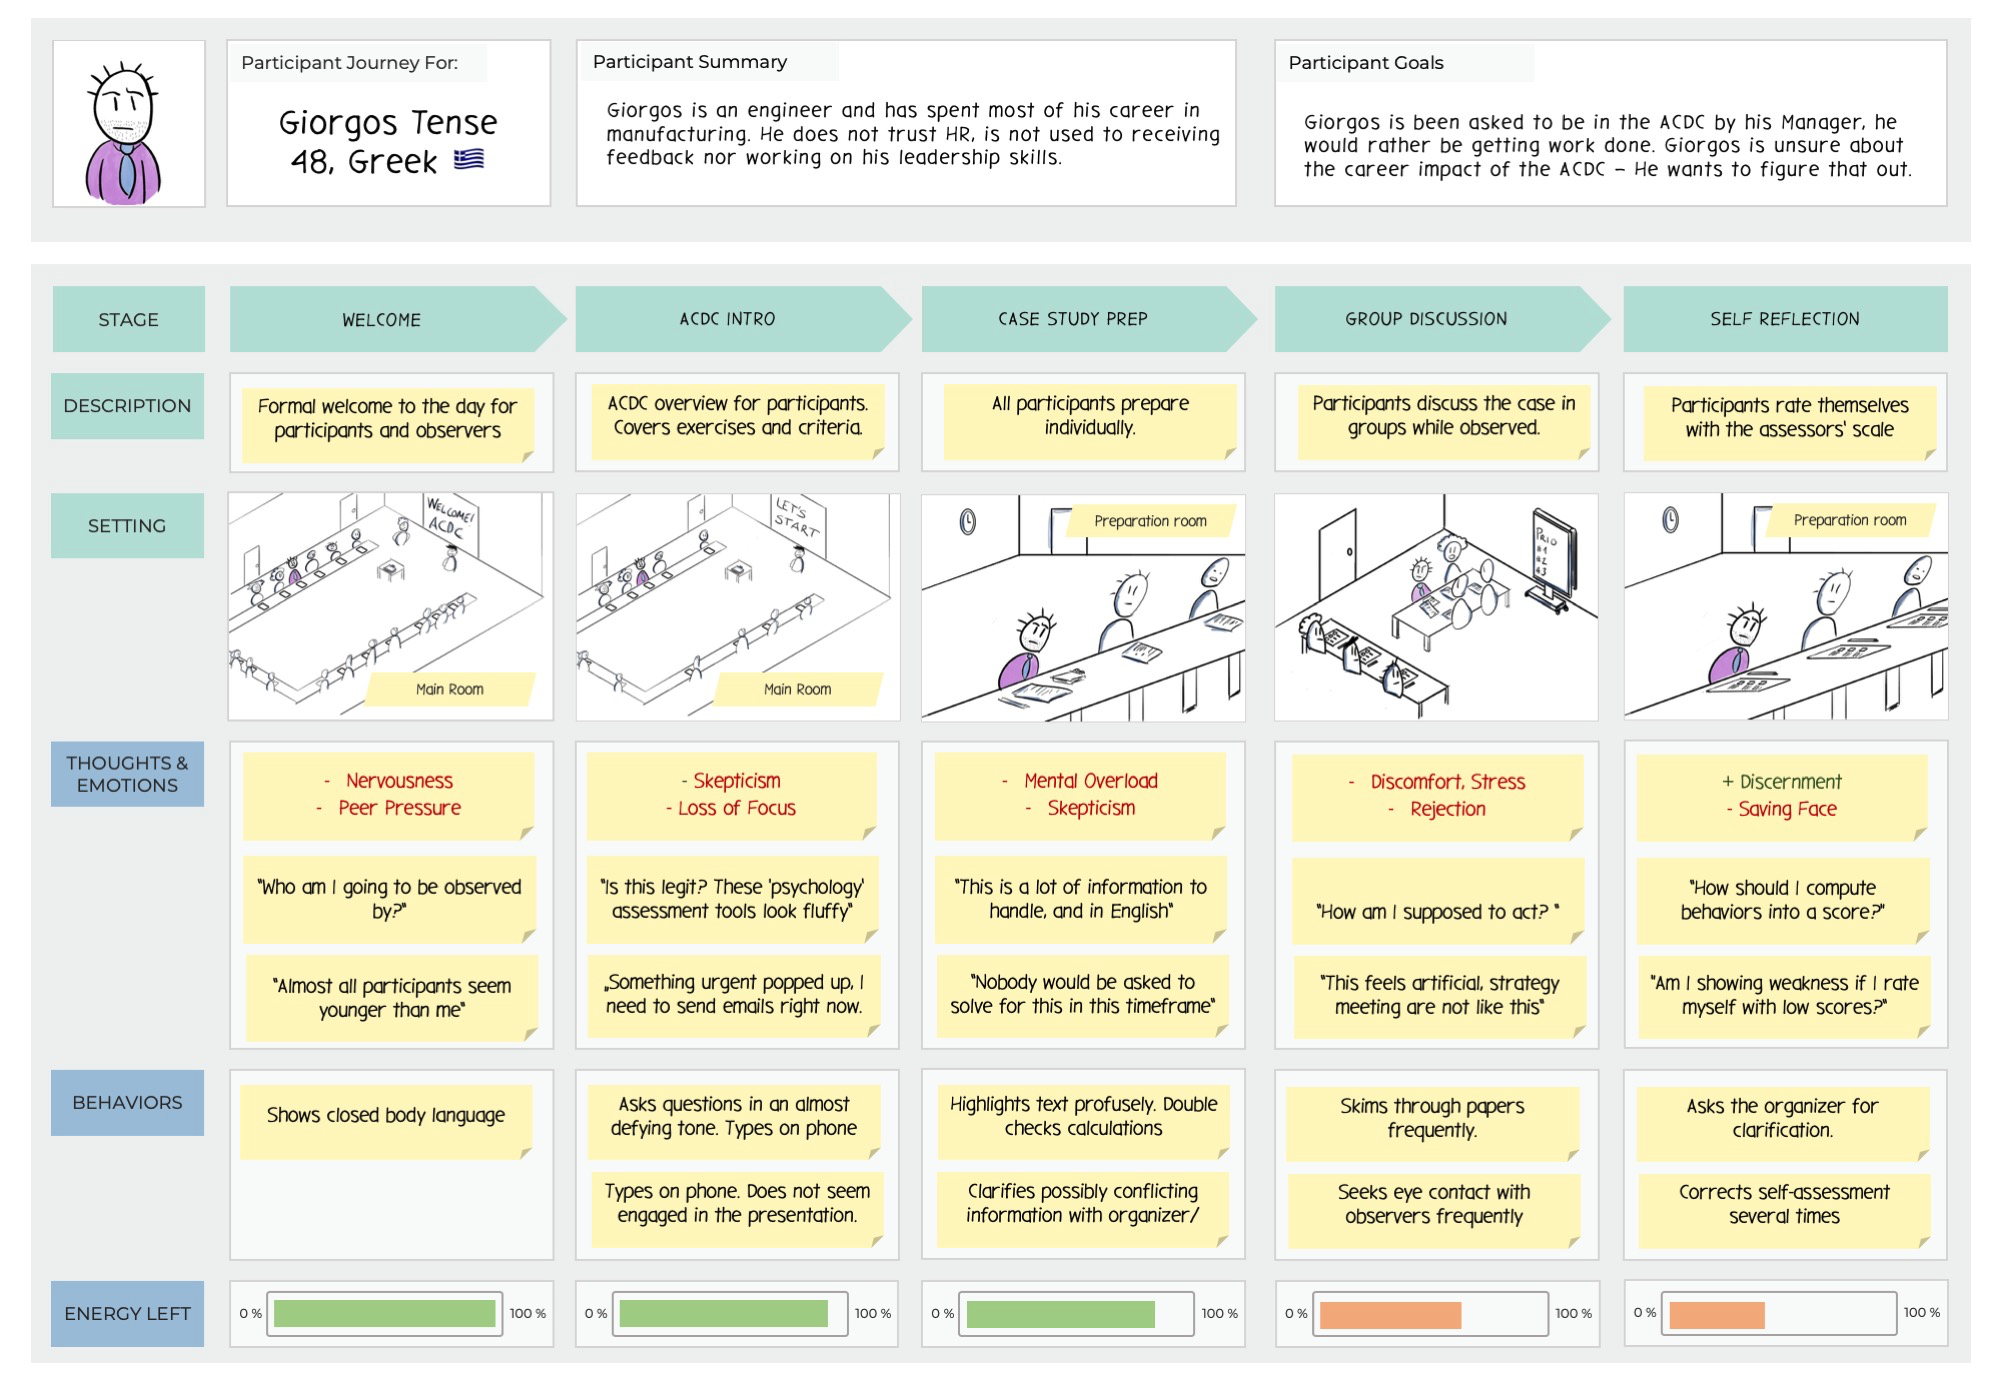 Participant Journey For:
Giorgos Tense
48, Greek
Participant Summary
Giorgos is an engineer and has spent most of his career in
manufacturing. He does not trust HR, is not used to receiving
feedback nor working on his leadership skills.
Participant Goals
Giorgos is been asked to be in the ACDC by his Manager, he
would rather be getting work done. Giorgos is unsure about
the career impact of the ACDC – He wants to figure that out.
STAGE
WELCOME
ACDC INTRO
CASE STUDY PREP
GROUP DISCUSSION
SELF REFLECTION
DESCRIPTION
Formal welcome to the day for
participants and observers
ACDC overview for participants.
Covers exercises and criteria.
All participants prepare
individually.
Participants discuss the case in
groups while observed.
Participants rate themselves
with the assessors' scale
SETTING
WELCOME!
ACDC
Main Room
LET'S
START
Main Room
Preparation room
PRIO
#1
#2
#3
Preparation room
THOUGHTS &
EMOTIONS
- Nervousness
- Peer Pressure
"Who am I going to be observed
by?"
"Almost all participants seem
younger than me"
- Skepticism
- Loss of Focus
"Is this legit? These 'psychology'
assessment tools look fluffy"
„Something urgent popped up, I
need to send emails right now.
- Mental Overload
- Skepticism
"This is a lot of information to
handle, and in English"
"Nobody would be asked to
solve for this in this timeframe"
- Discomfort, Stress
- Rejection
"How am I supposed to act? "
"This feels artificial, strategy
meeting are not like this"
+ Discernment
- Saving Face
"How should I compute
behaviors into a score?"
"Am I showing weakness if I rate
myself with low scores?"
BEHAVIORS
Shows closed body language
Asks questions in an almost
defying tone. Types on phone
Types on phone. Does not seem
engaged in the presentation.
Highlights text profusely. Double
checks calculations
Clarifies possibly conflicting
information with organizer/
Skims through papers
frequently.
Seeks eye contact with
observers frequently
Asks the organizer for
clarification.
Corrects self-assessment
several times
ENERGY LEFT
0 %
100 %
0 %
100 %
0 %
100 %
0 %
100 %
0 %
100 %